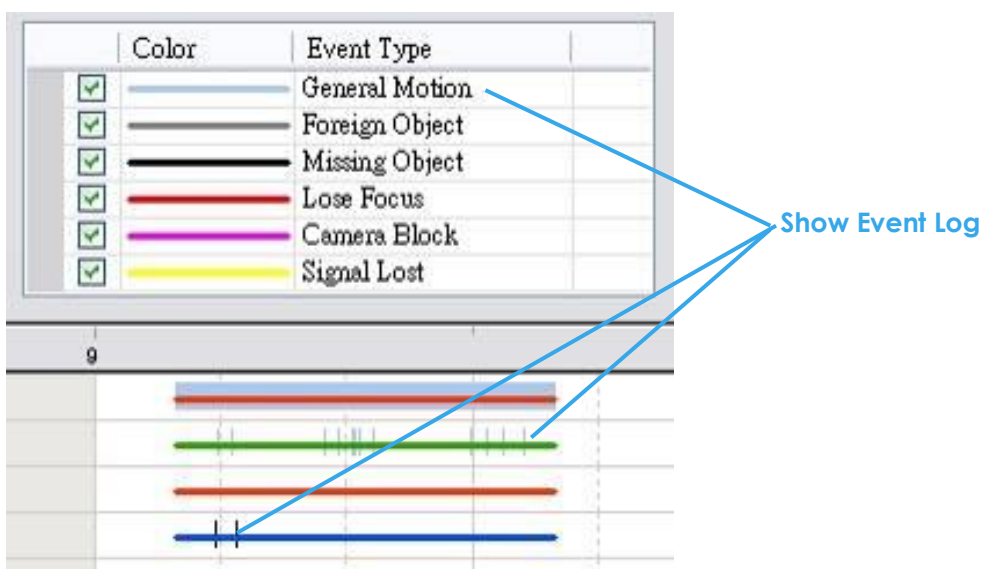 Color Event Type
General Motion
Foreign Object
Missing Object
Lose Focus
Camera Block
Signal Lost
Show Event Log
9